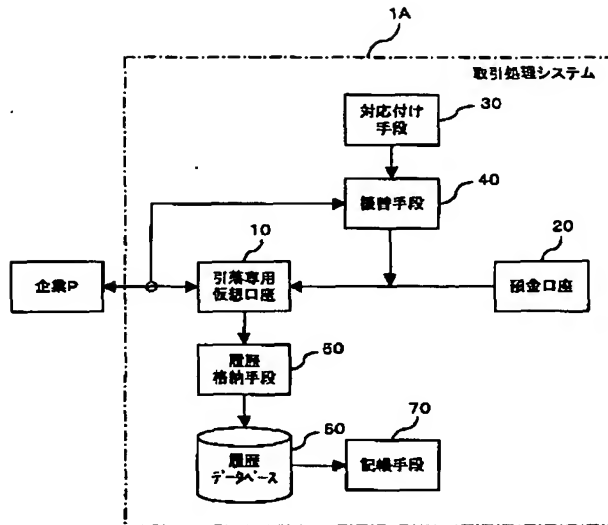 1A
取引処理システム
対応付け
手段
30
振替手段
40
10
20
企業P
引落専用
仮想口座
預金口座
履歴
格納手段
50
履歴
データベース
60
70
記帳手段